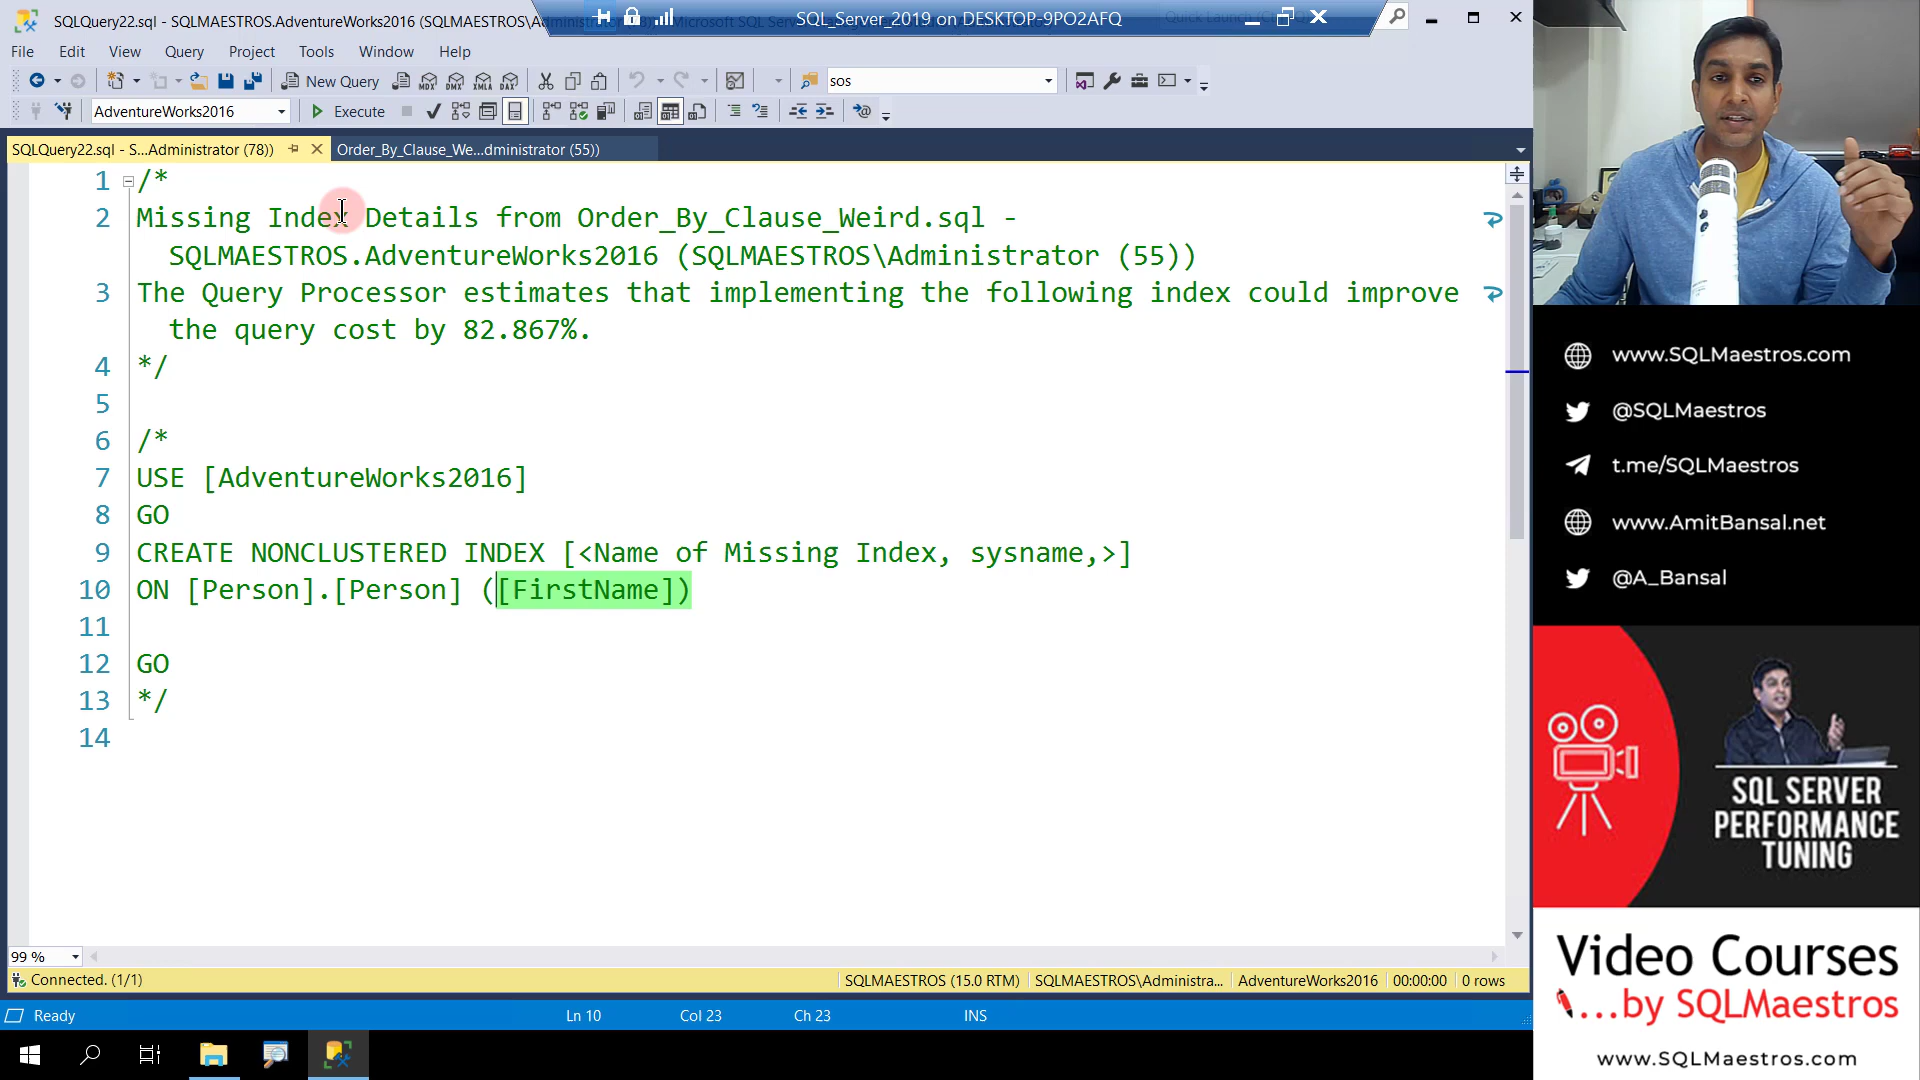 SQLQuery22.sql - SQLMAESTROS.AdventureWorks2016 (SQLMAESTROS\Administrator
SQL_Server_2019 on DESKTOP-9PO2AFQ
File Edit View Query Project Tools Window Help
New Query
MDX DMX XMLA DAX
sos
AdventureWorks2016
Execute
SQLQuery22.sql - S...Administrator (78))
Order_By_Clause_We...dministrator (55))
1 /*
2 Missing Index Details from Order_By_Clause_Weird.sql -
SQLMAESTROS.AdventureWorks2016 (SQLMAESTROS\Administrator (55))
3 The Query Processor estimates that implementing the following index could improve
the query cost by 82.867%.
4 */
5
6 /*
7 USE [AdventureWorks2016]
8 GO
9 CREATE NONCLUSTERED INDEX [<Name of Missing Index, sysname,>]
10 ON [Person].[Person] ([FirstName])
11
12 GO
13 */
14
99 %
Connected. (1/1)
SQLMAESTROS (15.0 RTM)
SQLMAESTROS\Administra...
AdventureWorks2016
00:00:00
0 rows
Ready
Ln 10
Col 23
Ch 23
INS
www.SQLMaestros.com
@SQLMaestros
t.me/SQLMaestros
www.AmitBansal.net
@A_Bansal
SQL SERVER
PERFORMANCE
TUNING
Video Courses
...by SQLMaestros
www.SQLMaestros.com